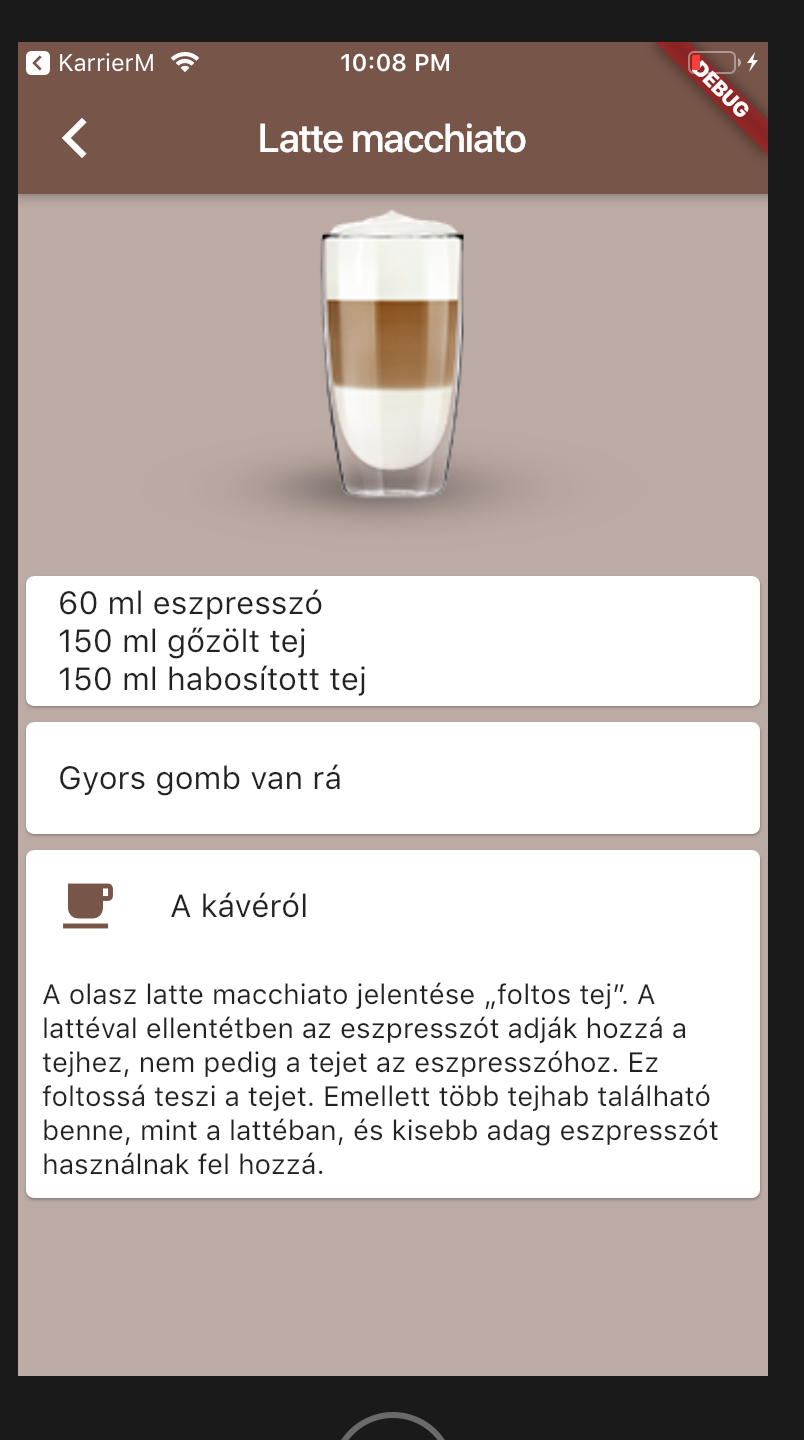 KarrierM
10:08 PM
DEBUG
Latte macchiato
60 ml eszpresszó
150 ml gőzölt tej
150 ml habosított tej
Gyors gomb van rá
A kávéról
A olasz latte macchiato jelentése „foltos tej”. A
lattéval ellentétben az eszpresszót adják hozzá a
tejhez, nem pedig a tejet az eszpresszóhoz. Ez
foltossá teszi a tejet. Emellett több tejhab található
benne, mint a lattéban, és kisebb adag eszpresszót
használnak fel hozzá.